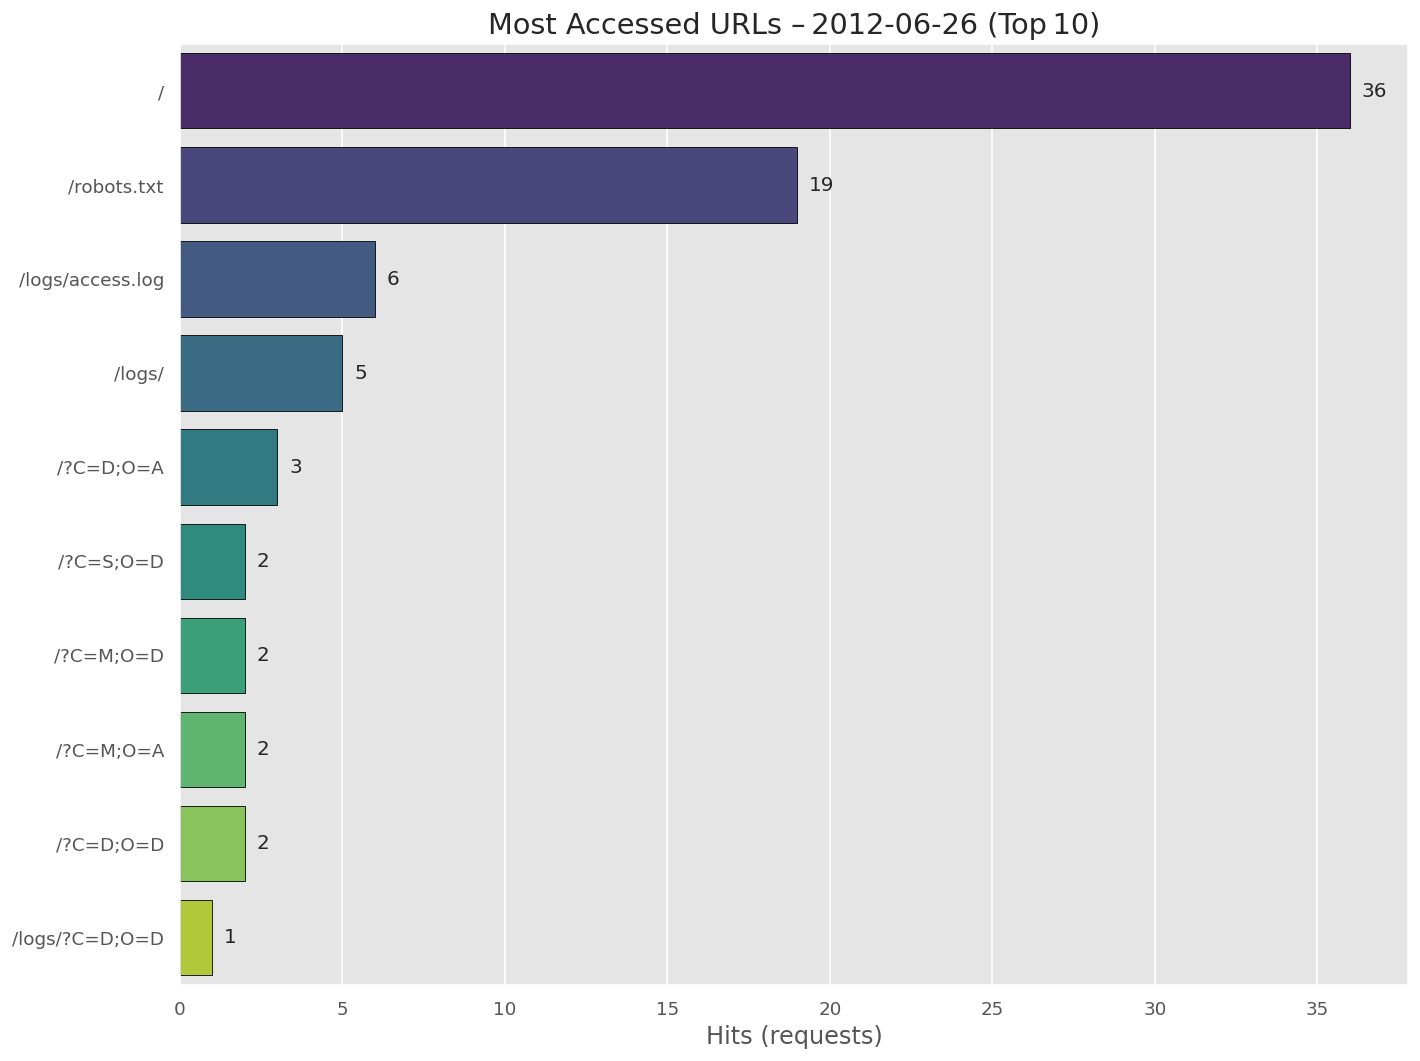 Most Accessed URLs – 2012-06-26 (Top 10)
/ 36
/robots.txt 19
/logs/access.log 6
/logs/ 5
/?C=D;O=A 3
/?C=S;O=D 2
/?C=M;O=D 2
/?C=M;O=A 2
/?C=D;O=D 2
/logs/?C=D;O=D 1
0 5 10 15 20 25 30 35
Hits (requests)